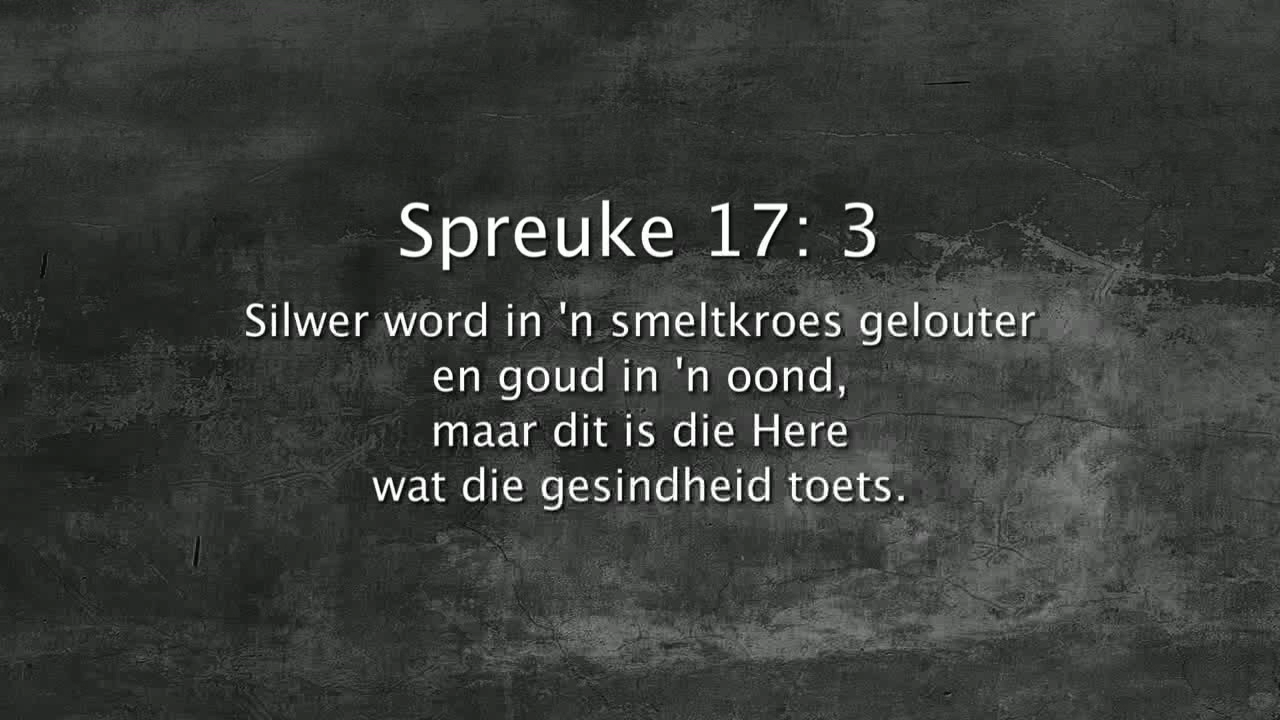 Spreuke 17: 3
Silwer word in 'n smeltkroes gelouter
en goud in 'n oond,
maar dit is die Here
wat die gesindheid toets.